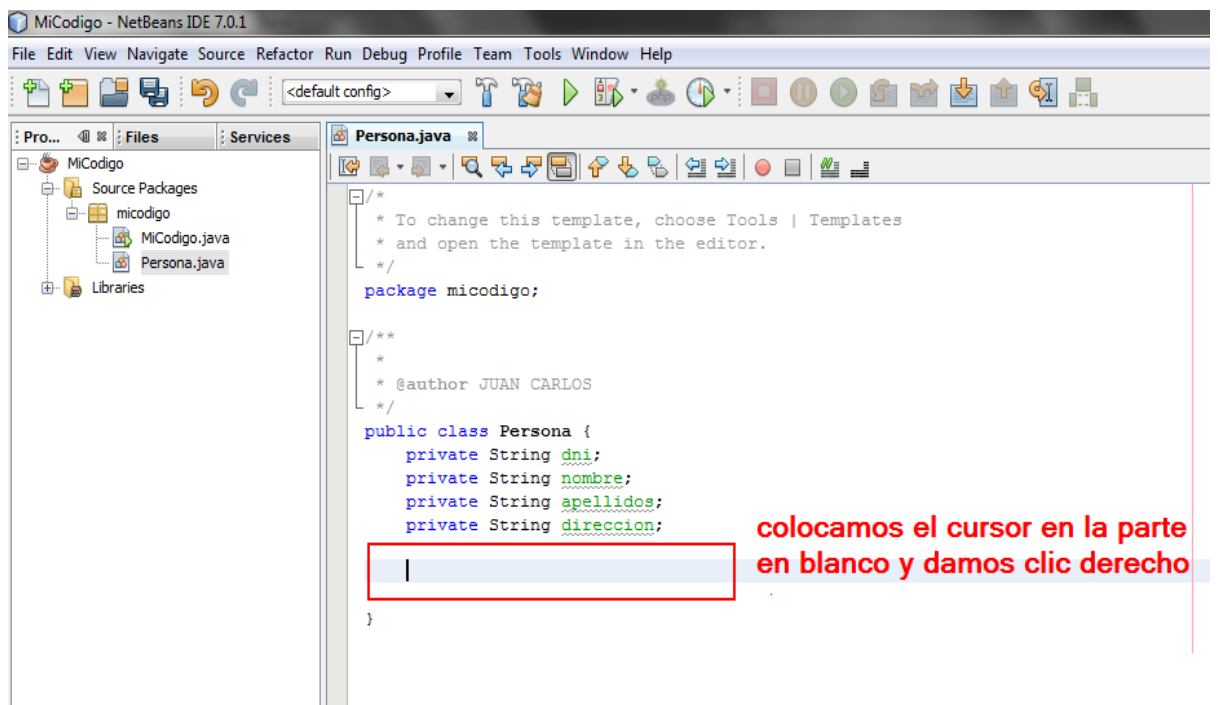 MiCodigo - NetBeans IDE 7.0.1
File Edit View Navigate Source Refactor Run Debug Profile Team Tools Window Help
<default config>
Pro... Files Services
Persona.java
MiCodigo
Source Packages
micodigo
MiCodigo.java
Persona.java
Libraries
/*
* To change this template, choose Tools | Templates
* and open the template in the editor.
*/
package micodigo;
/**
*
* @author JUAN CARLOS
*/
public class Persona {
private String dni;
private String nombre;
private String apellidos;
private String direccion;
colocamos el cursor en la parte
en blanco y damos clic derecho
}